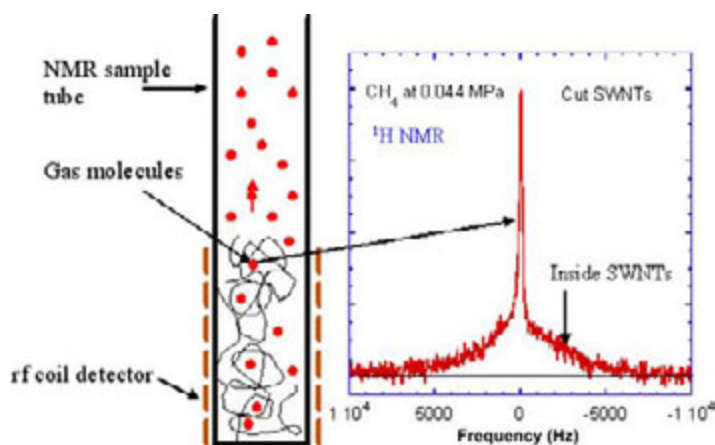 NMR sample
tube
Gas molecules
rf coil detector
CH4 at 0.044 MPa
Cut SWNTs
1H NMR
Inside SWNTs
1 10^4
5000
0
-5000
-1 10^4
Frequency (Hz)